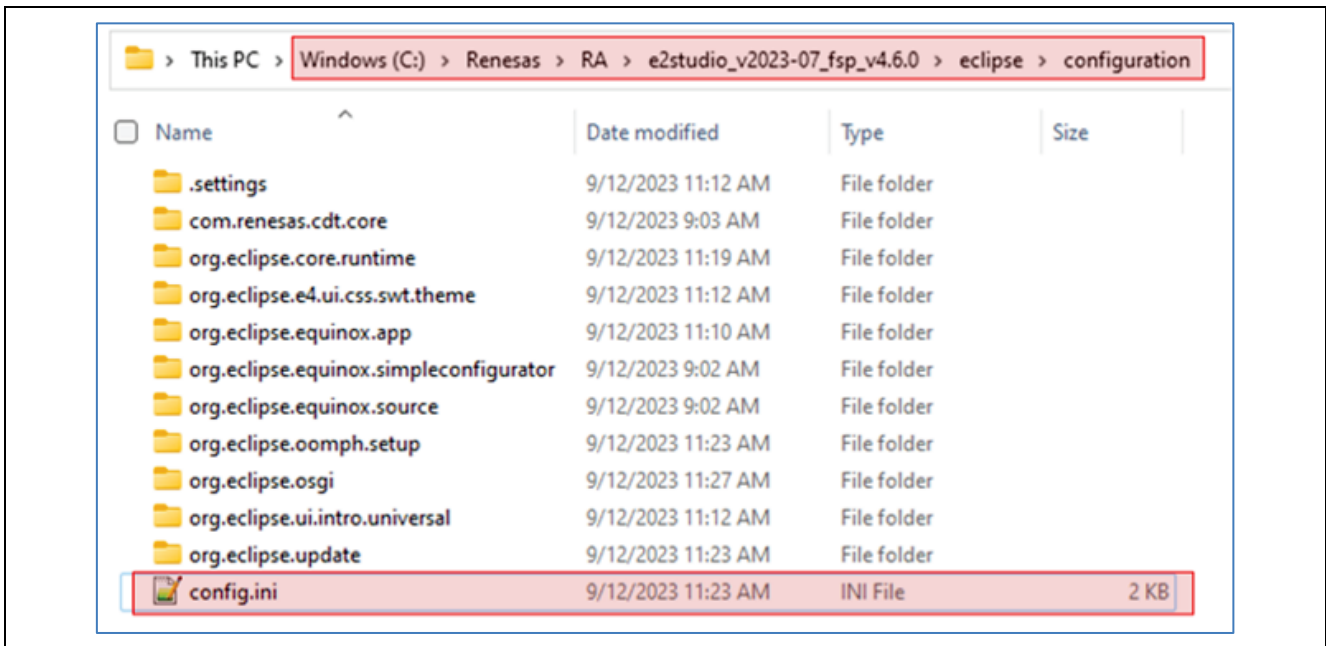 This PC > Windows (C:) > Renesas > RA > e2studio_v2023-07_fsp_v4.6.0 > eclipse > configuration
Name Date modified Type Size
.settings 9/12/2023 11:12 AM File folder
com.renesas.cdt.core 9/12/2023 9:03 AM File folder
org.eclipse.core.runtime 9/12/2023 11:19 AM File folder
org.eclipse.e4.ui.css.swt.theme 9/12/2023 11:12 AM File folder
org.eclipse.equinox.app 9/12/2023 11:10 AM File folder
org.eclipse.equinox.simpleconfigurator 9/12/2023 9:02 AM File folder
org.eclipse.equinox.source 9/12/2023 9:02 AM File folder
org.eclipse.oomph.setup 9/12/2023 11:23 AM File folder
org.eclipse.osgi 9/12/2023 11:27 AM File folder
org.eclipse.ui.intro.universal 9/12/2023 11:12 AM File folder
org.eclipse.update 9/12/2023 11:23 AM File folder
config.ini 9/12/2023 11:23 AM INI File 2 KB